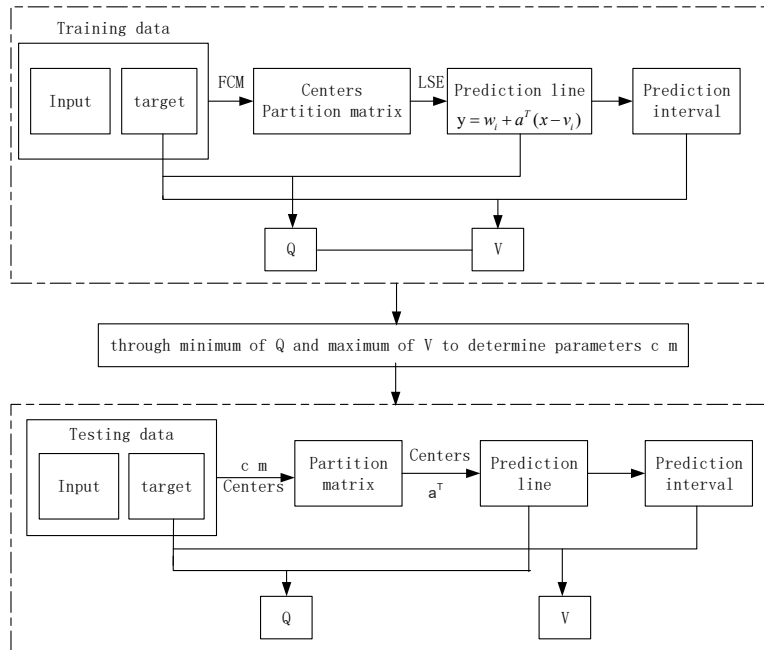 Training data
Input
target
FCM
Centers
Partition matrix
LSE
Prediction line
y = w_i + a^T (x − v_i)
Prediction
interval
Q
V
through minimum of Q and maximum of V to determine parameters c m
Testing data
Input
target
c m
Centers
Partition
matrix
Centers
a^T
Prediction
line
Prediction
interval
Q
V